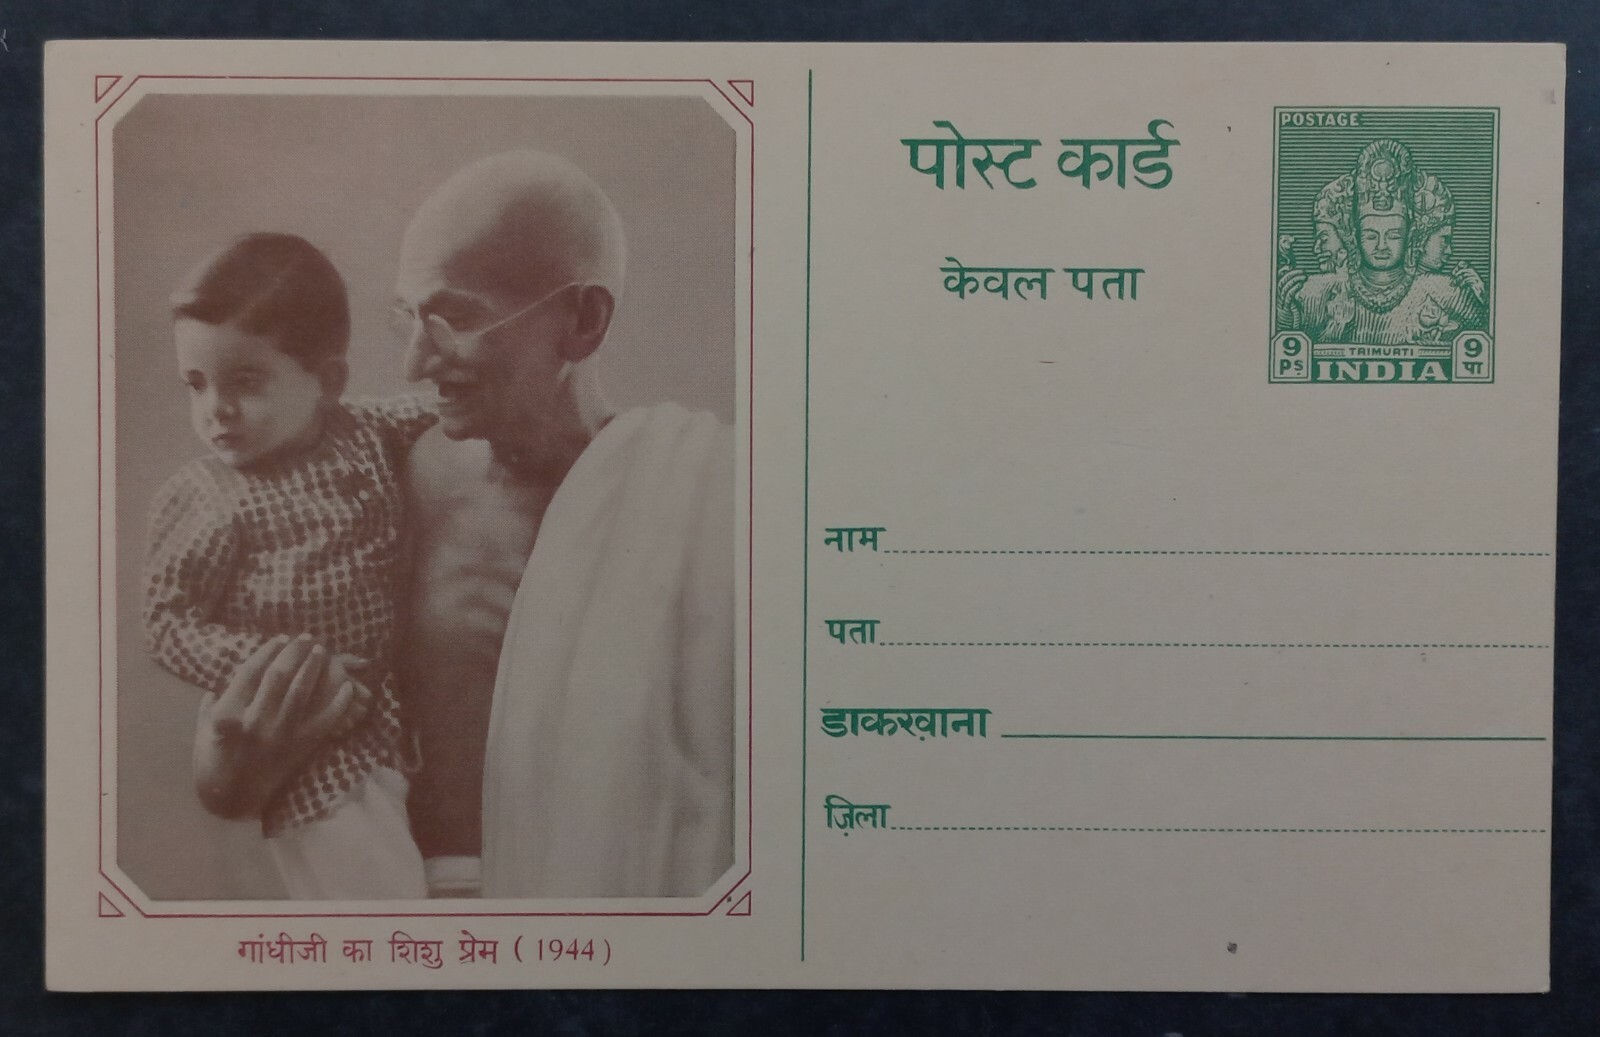 पोस्ट कार्ड
केवल पता
POSTAGE
TRIMURTI
9 Ps INDIA 9 पा
नाम
पता
डाकख़ाना
ज़िला
गांधीजी का शिशु प्रेम ( 1944 )